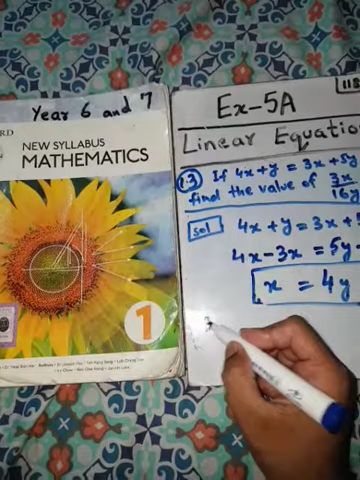 Year 6 and 7
NEW SYLLABUS
MATHEMATICS
1
Ex-5A
Linear Equatio
13 If 4x+y = 3x+5y
find the value of 3x/16y
sol 4x+y = 3x+5
4x-3x = 5y
x = 4y